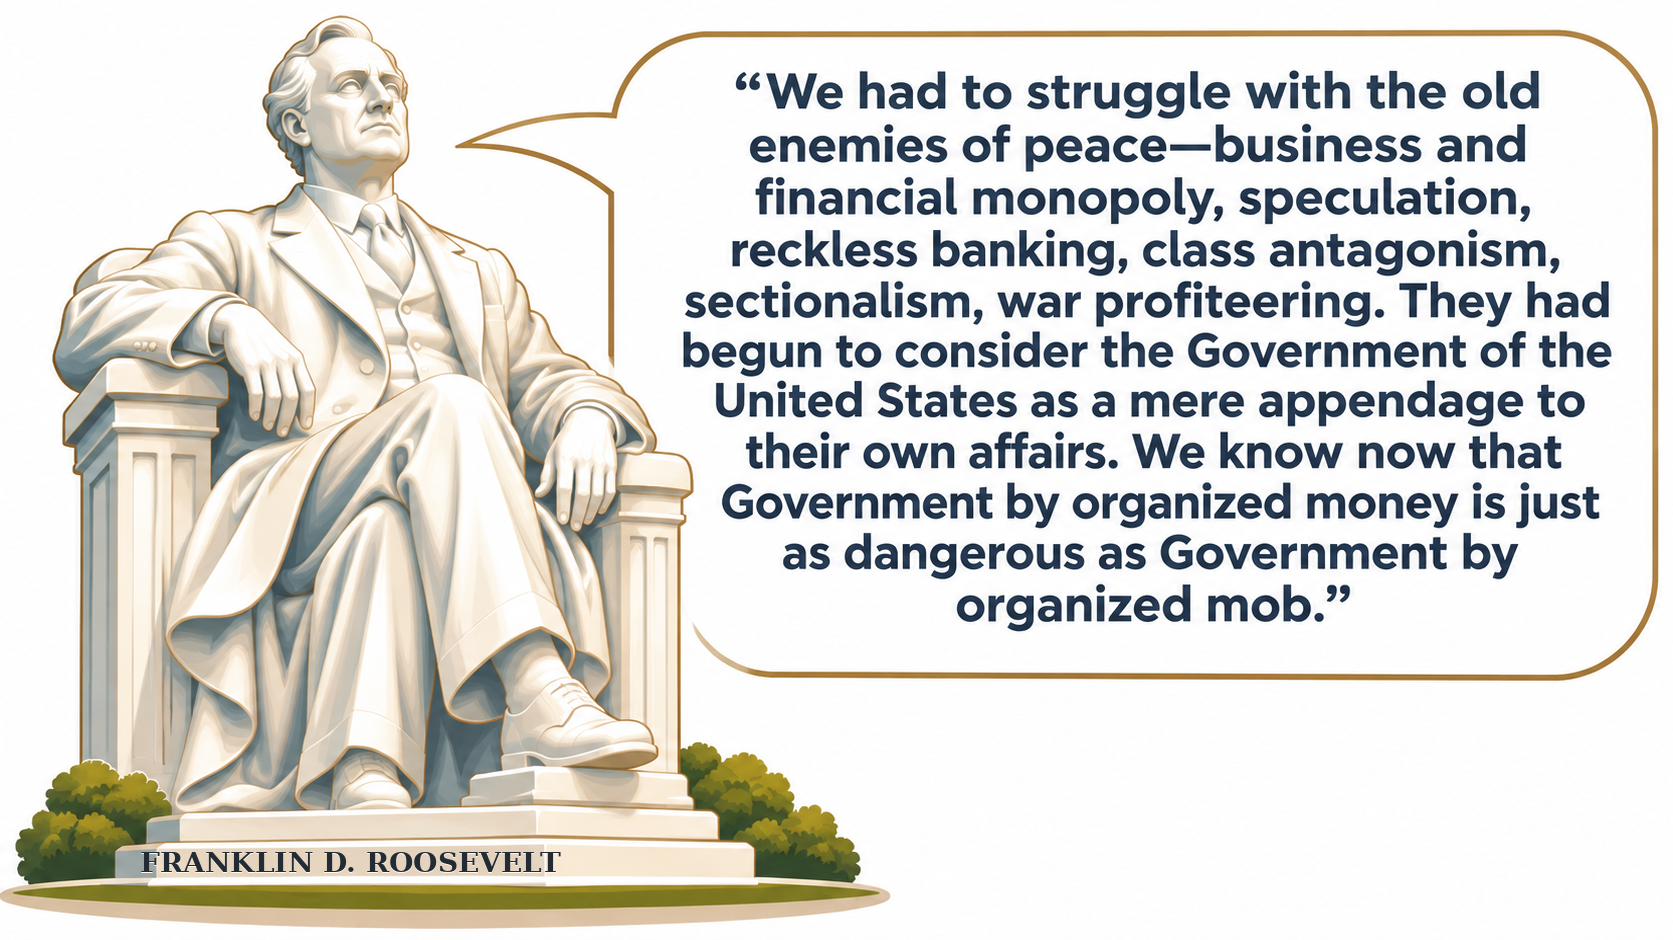 “We had to struggle with the old
enemies of peace—business and
financial monopoly, speculation,
reckless banking, class antagonism,
sectionalism, war profiteering. They had
begun to consider the Government of the
United States as a mere appendage to
their own affairs. We know now that
Government by organized money is just
as dangerous as Government by
organized mob.”
FRANKLIN D. ROOSEVELT